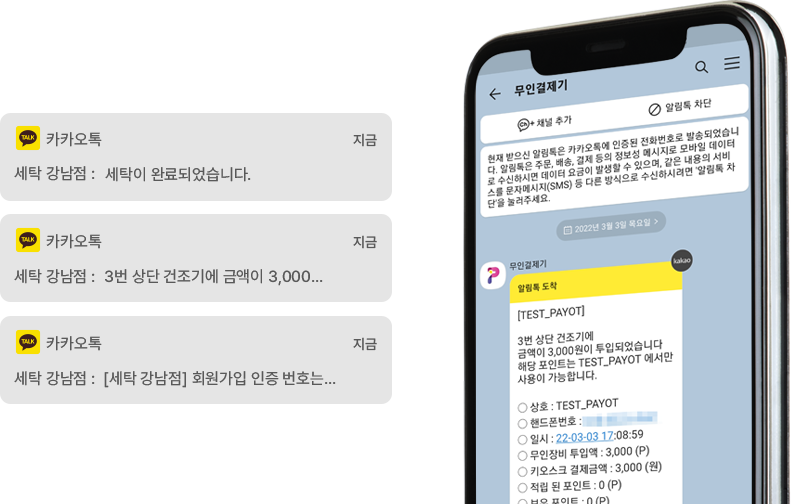 TALK 카카오톡 지금
세탁 강남점 : 세탁이 완료되었습니다.
TALK 카카오톡 지금
세탁 강남점 : 3번 상단 건조기에 금액이 3,000...
TALK 카카오톡 지금
세탁 강남점 : [세탁 강남점] 회원가입 인증 번호는...
무인결제기
Ch+ 채널 추가 알림톡 차단
현재 받으신 알림톡은 카카오톡에 인증된 전화번호로 발송되었습니
다. 알림톡은 주문, 배송, 결제 등의 정보성 메시지로 모바일 데이터
로 수신하시면 데이터 요금이 발생할 수 있으며, 같은 내용의 서비
스를 문자메시지(SMS) 등 다른 방식으로 수신하시려면 '알림톡 차
단'을 눌러주세요.
2022년 3월 3일 목요일 >
무인결제기
kakao
알림톡 도착
[TEST_PAYOT]
3번 상단 건조기에
금액이 3,000원이 투입되었습니다
해당 포인트는 TEST_PAYOT 에서만
사용이 가능합니다.
상호 : TEST_PAYOT
핸드폰번호 :
일시 : 22-03-03 17:08:59
무인장비 투입액 : 3,000 (P)
키오스크 결제금액 : 3,000 (원)
적립 된 포인트 : 0 (P)
보유 포인트 : 0 (P)